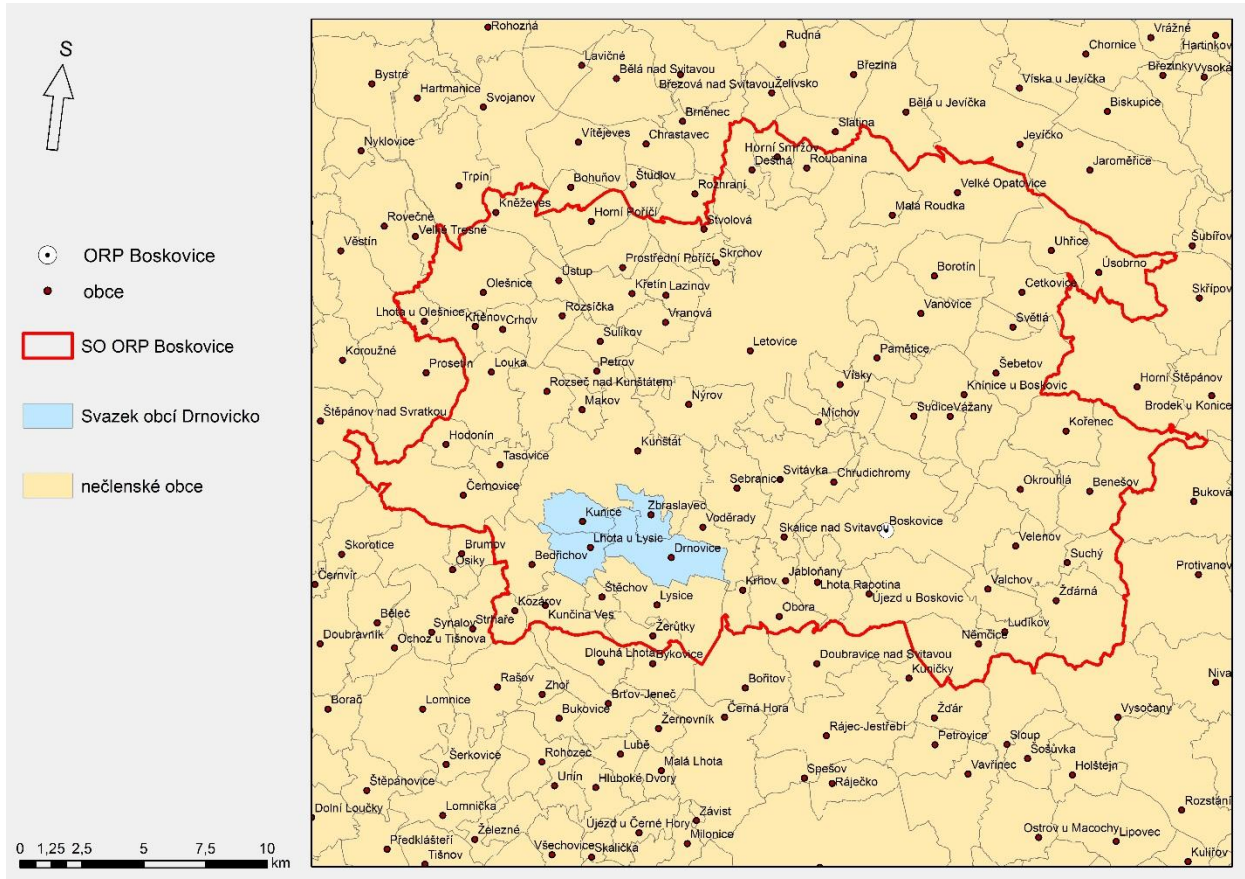 S
ORP Boskovice
obce
SO ORP Boskovice
Svazek obcí Drnovicko
nečlenské obce
0 1,25 2,5 5 7,5 10
km
Rohozná
Vrážné
Hartinkov
Rudná
Chornice
Lavičné
Bělá nad Svitavou
Březina
Březinky
Vysoká
Bystré
Březová nad Svitavou
Želivsko
Víska u Jevíčka
Hartmanice
Svojanov
Bělá u Jevíčka
Biskupice
Brněnec
Slatina
Vítějeves
Chrastavec
Jevíčko
Nyklovice
Horní Smržov
Deštná
Roubanina
Jaroměřice
Trpín
Bohuňov
Študlov
Rozhraní
Velké Opatovice
Kněževes
Malá Roudka
Rovečné
Horní Poříčí
Velké Tresné
Stvolová
Věstín
Uhřice
Šubířov
Prostřední Poříčí
Skrchov
Úsobrno
Ústup
Borotín
Olešnice
Křetín
Lazinov
Cetkovice
Skřípov
Lhota u Olešnice
Rozsíčka
Vanovice
Křtěnov
Crhov
Vranová
Světlá
Sulíkov
Letovice
Pamětice
Koroužné
Prosetín
Louka
Petrov
Šebetov
Vísky
Horní Štěpánov
Rozseč nad Kunštátem
Knínice u Boskovic
Makov
Nýrov
Brodek u Konice
Štěpánov nad Svratkou
Míchov
Sudice
Vážany
Kořenec
Hodonín
Kunštát
Tasovice
Svitávka
Chrudichromy
Sebranice
Okrouhlá
Benešov
Černovice
Buková
Kunice
Zbraslavec
Voděrady
Skalice nad Svitavou
Boskovice
Lhota u Lysic
Velenov
Skorotice
Brumov
Bedřichov
Drnovice
Suchý
Osiky
Protivanov
Černvír
Jabloňany
Krhov
Lhota Rapotina
Valchov
Štěchov
Újezd u Boskovic
Žďárná
Kozárov
Kunčina Ves
Lysice
Obora
Běleč
Synalov
Strhaře
Žerůtky
Ludíkov
Doubravník
Ochoz u Tišnova
Němčice
Dlouhá Lhota
Býkovice
Doubravice nad Svitavou
Kuničky
Rašov
Zhoř
Bořitov
Niva
Borač
Lomnice
Brťov-Jeneč
Bukovice
Černá Hora
Žďár
Vysočany
Žernovník
Rájec-Jestřebí
Petrovice
Sloup
Šošůvka
Šerkovice
Rohozec
Lubě
Malá Lhota
Spešov
Vavřinec
Holštejn
Štěpánovice
Unín
Hluboké Dvory
Ráječko
Dolní Loučky
Lomnička
Závist
Rozstání
Újezd u Černé Hory
Předklášteří
Železné
Milonice
Ostrov u Macochy
Lipovec
Tišnov
Všechovice
Skalička
Kulířov